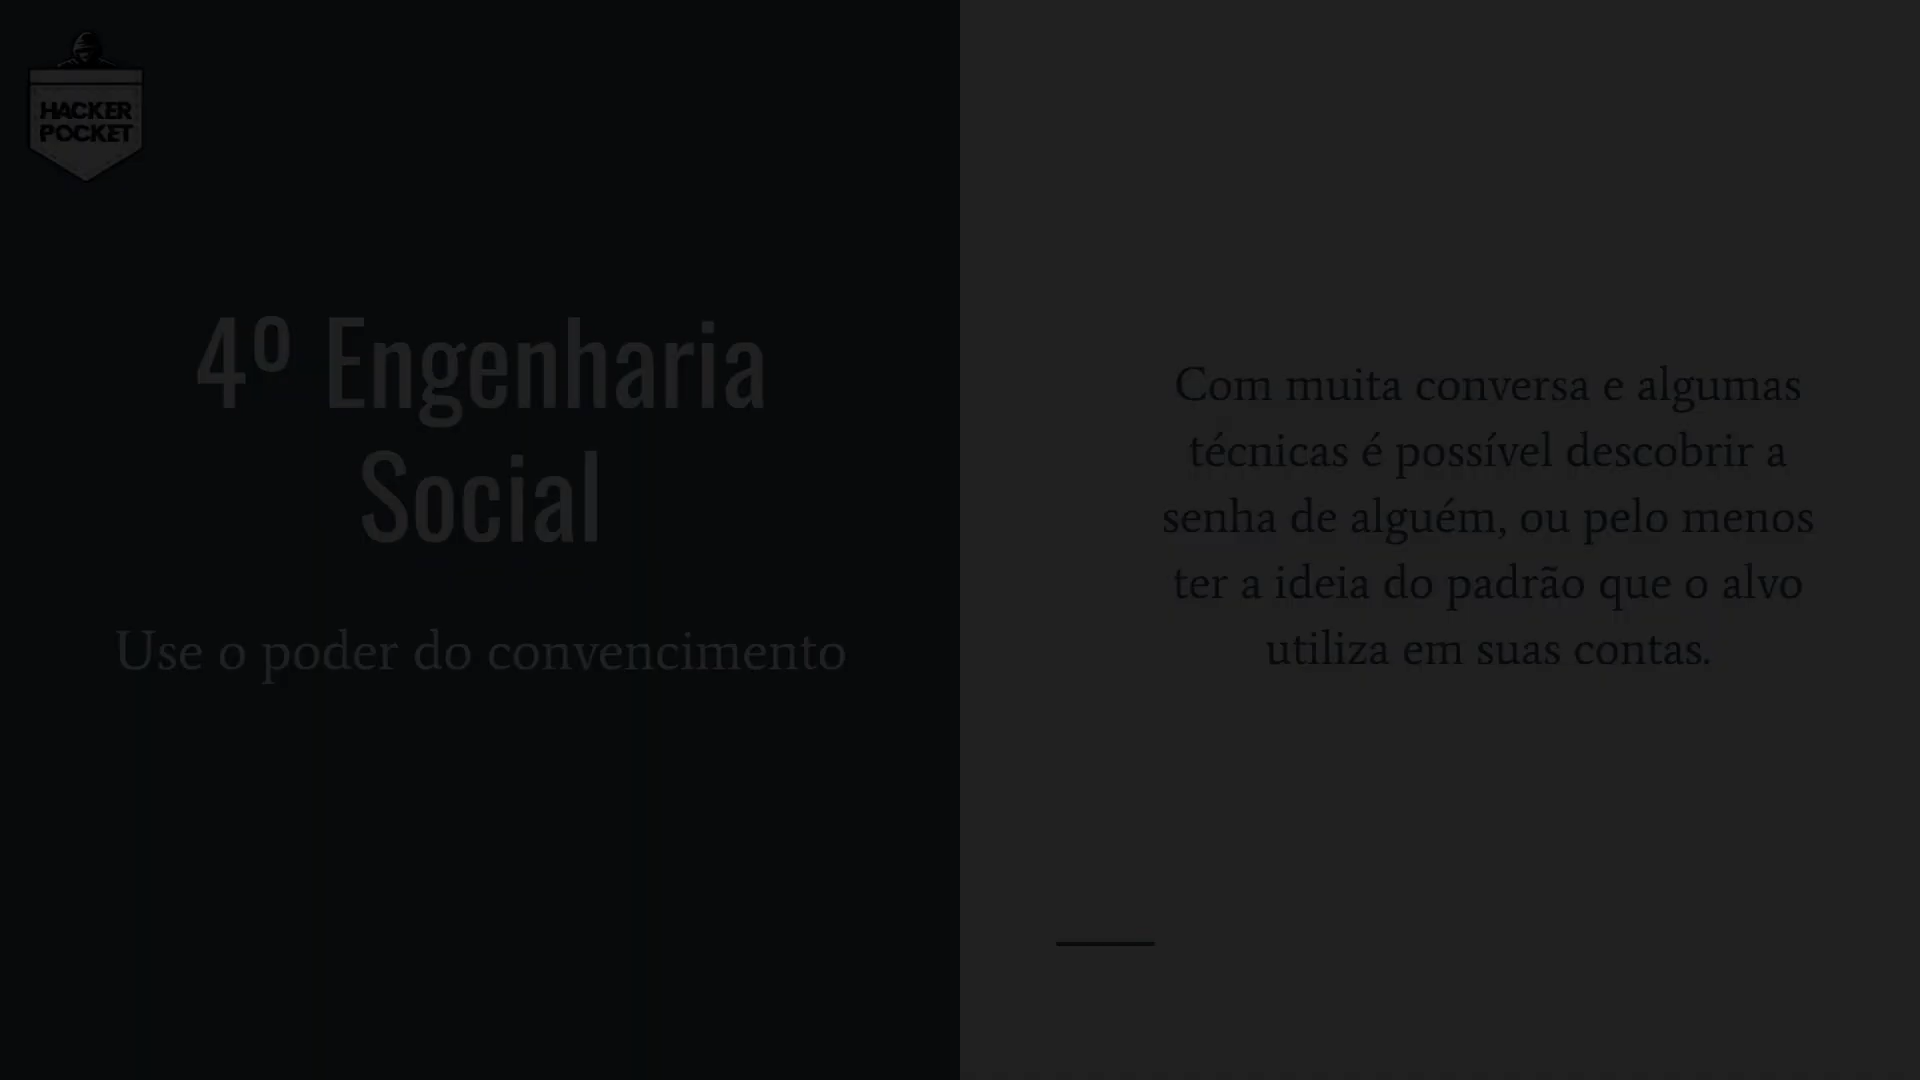 HACKER
POCKET
4º Engenharia
Social
Use o poder do convencimento
Com muita conversa e algumas
técnicas é possível descobrir a
senha de alguém, ou pelo menos
ter a ideia do padrão que o alvo
utiliza em suas contas.